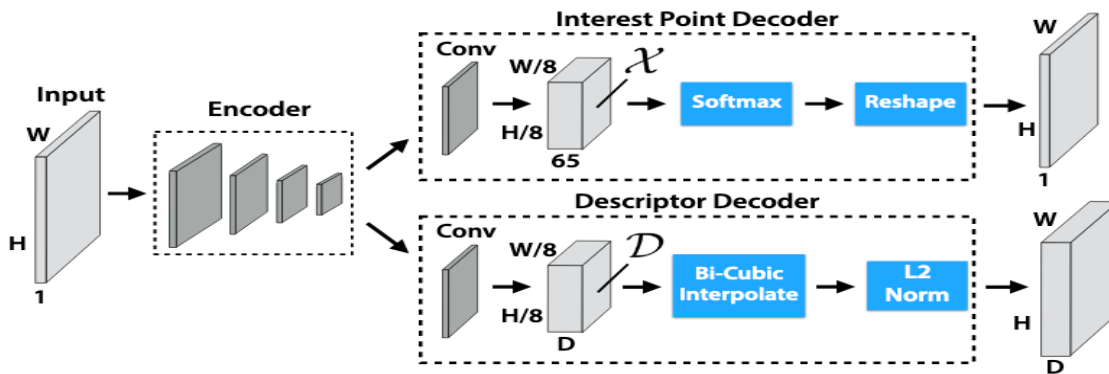 Input
W
H
1
Encoder
Interest Point Decoder
Conv
W/8
H/8
65
𝒳
Softmax
Reshape
W
H
1
Descriptor Decoder
Conv
W/8
H/8
D
𝒟
Bi-Cubic
Interpolate
L2
Norm
W
H
D